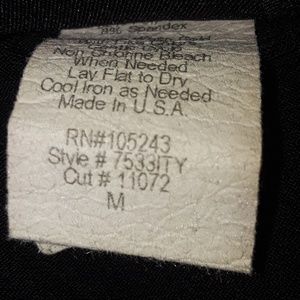 Spandex
Non Chlorine Bleach
When Needed
Lay Flat to Dry
Cool Iron as Needed
Made In U.S.A.
RN#105243
Style # 7533ITY
Cut # 11072
M